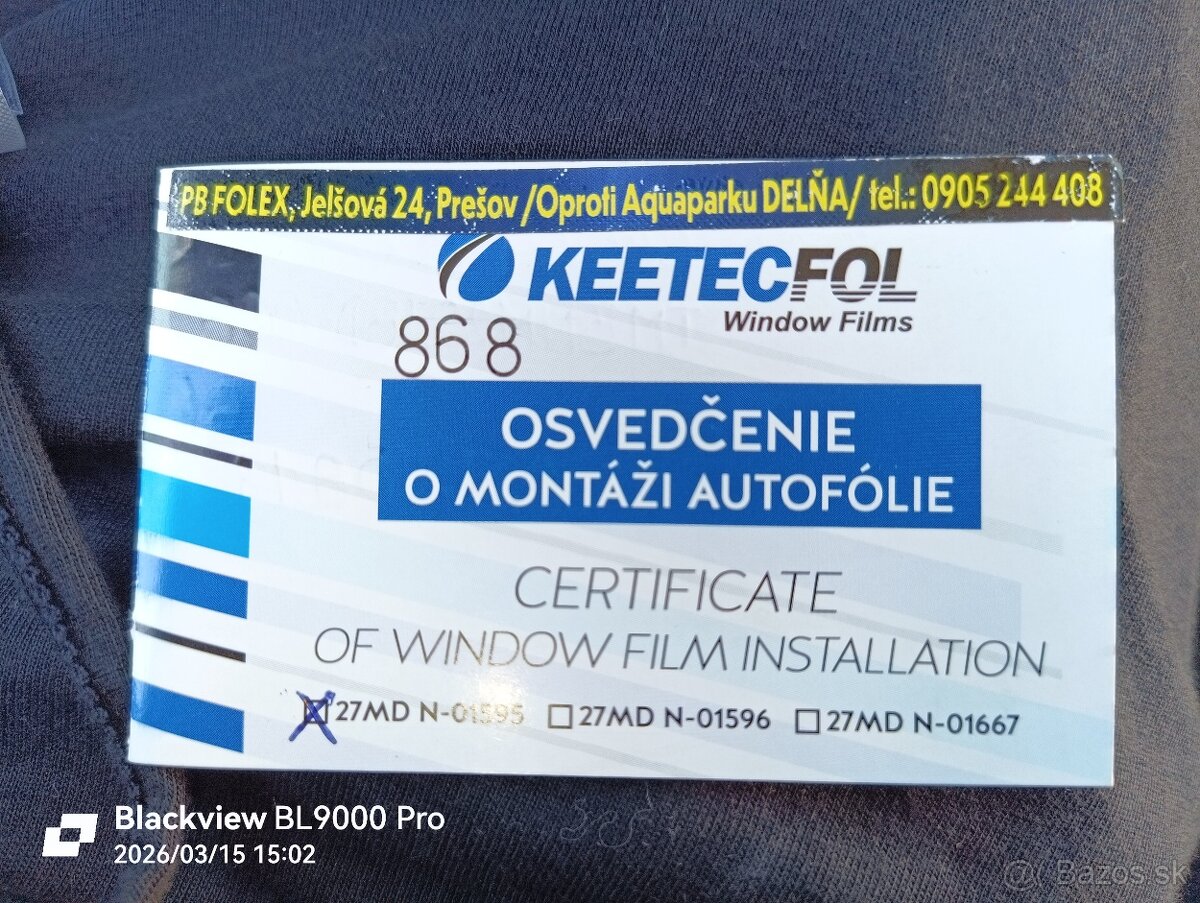 PB FOLEX, Jelšová 24, Prešov /Oproti Aquaparku DELŇA/ tel.: 0905 244 408
KEETECFOL
Window Films
868
OSVEDČENIE
O MONTÁŽI AUTOFÓLIE
CERTIFICATE
OF WINDOW FILM INSTALLATION
27MD N-01595 27MD N-01596 27MD N-01667
Blackview BL9000 Pro
2026/03/15 15:02
@ Bazos.sk